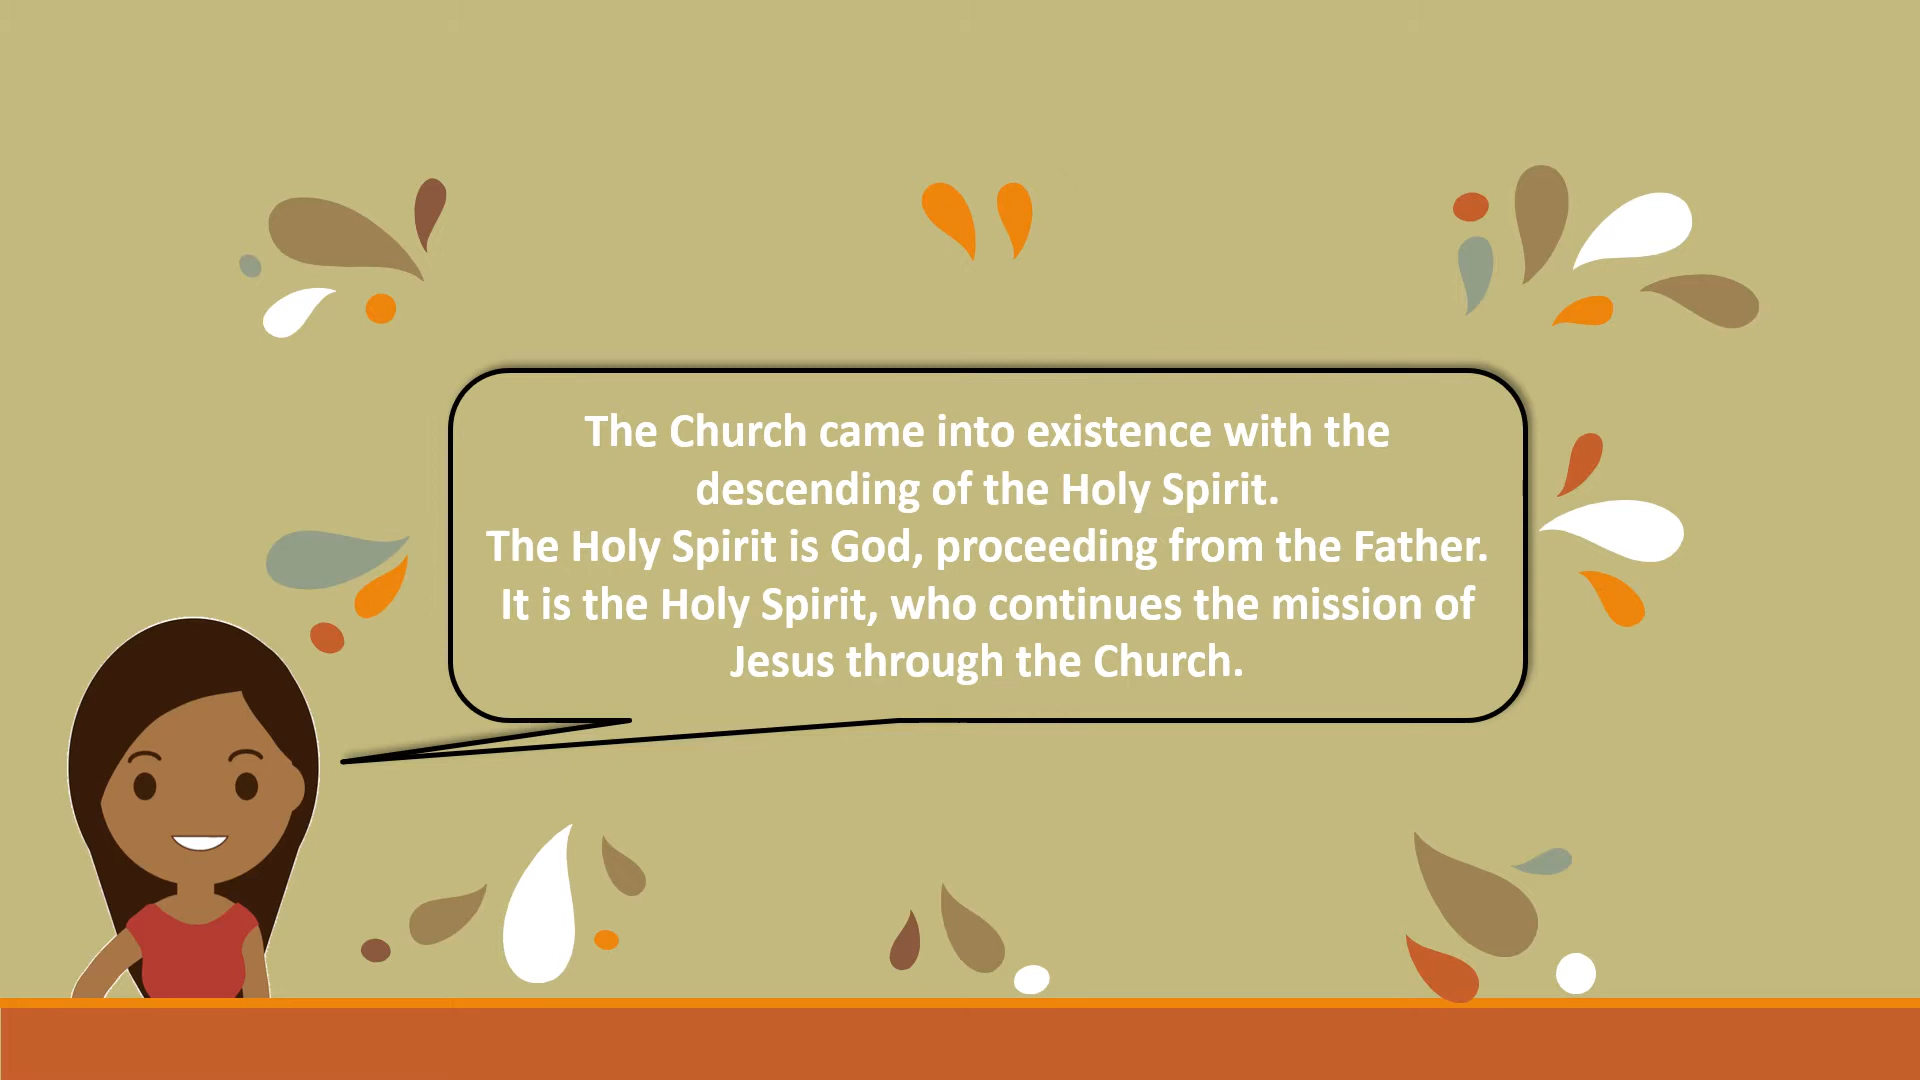 The Church came into existence with the
descending of the Holy Spirit.
The Holy Spirit is God, proceeding from the Father.
It is the Holy Spirit, who continues the mission of
Jesus through the Church.